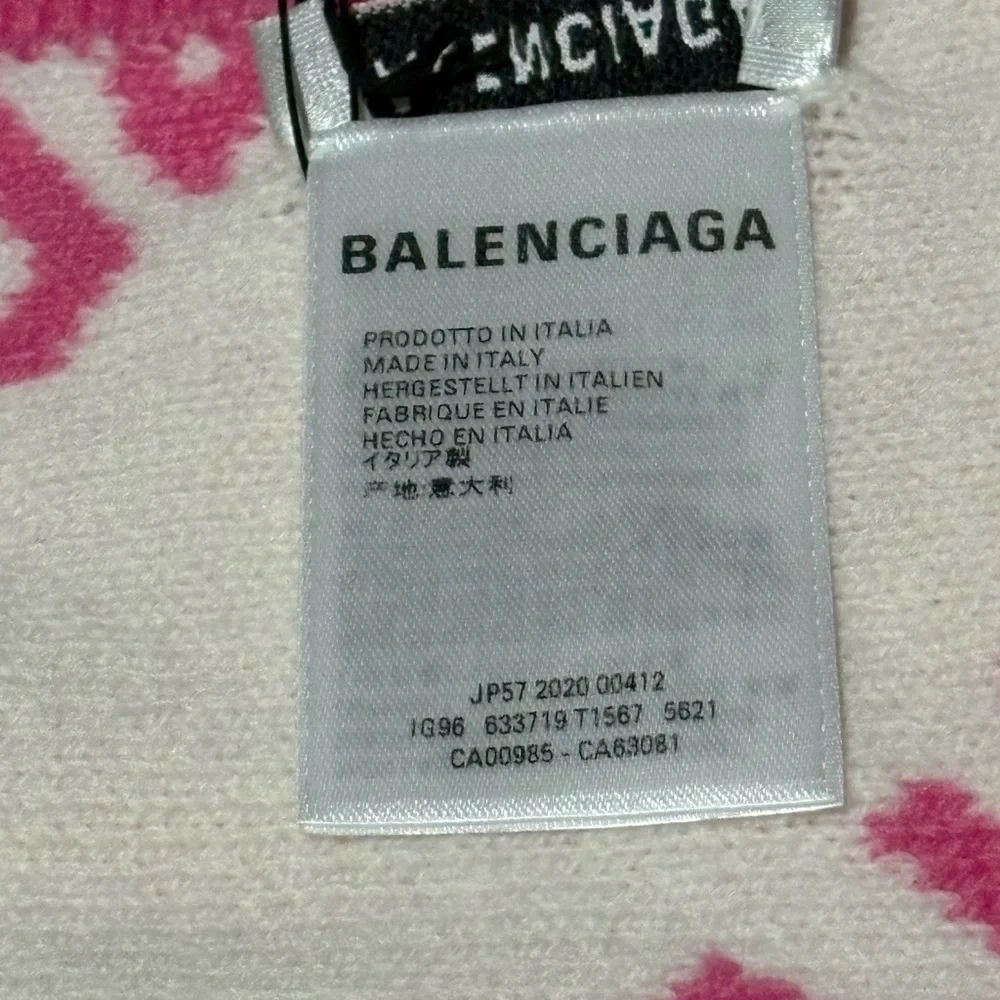 BALENCIAGA
BALENCIAGA
PRODOTTO IN ITALIA
MADE IN ITALY
HERGESTELLT IN ITALIEN
FABRIQUE EN ITALIE
HECHO EN ITALIA
イタリア製
产地:意大利
JP57 2020 00412
IG96 633719 T1567 5621
CA00985 - CA63081